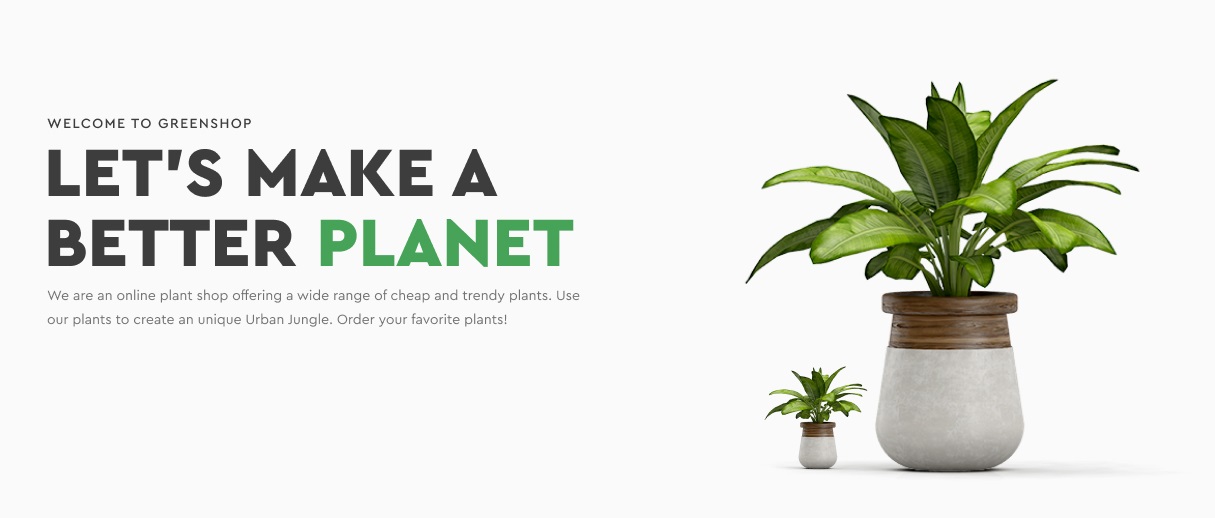 WELCOME TO GREENSHOP
LET'S MAKE A
BETTER PLANET
We are an online plant shop offering a wide range of cheap and trendy plants. Use
our plants to create an unique Urban Jungle. Order your favorite plants!